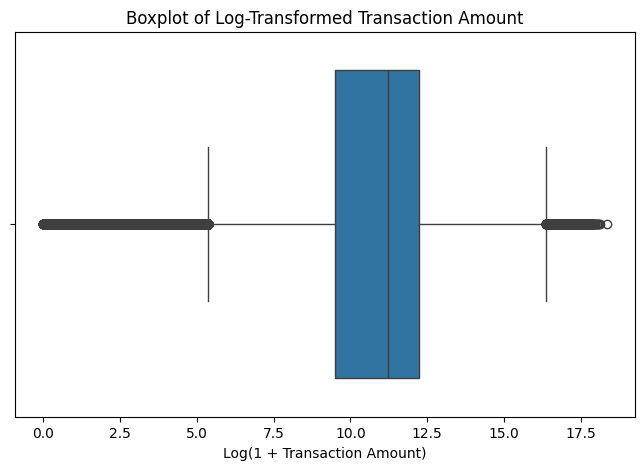 Boxplot of Log-Transformed Transaction Amount
0.0 2.5 5.0 7.5 10.0 12.5 15.0 17.5
Log(1 + Transaction Amount)